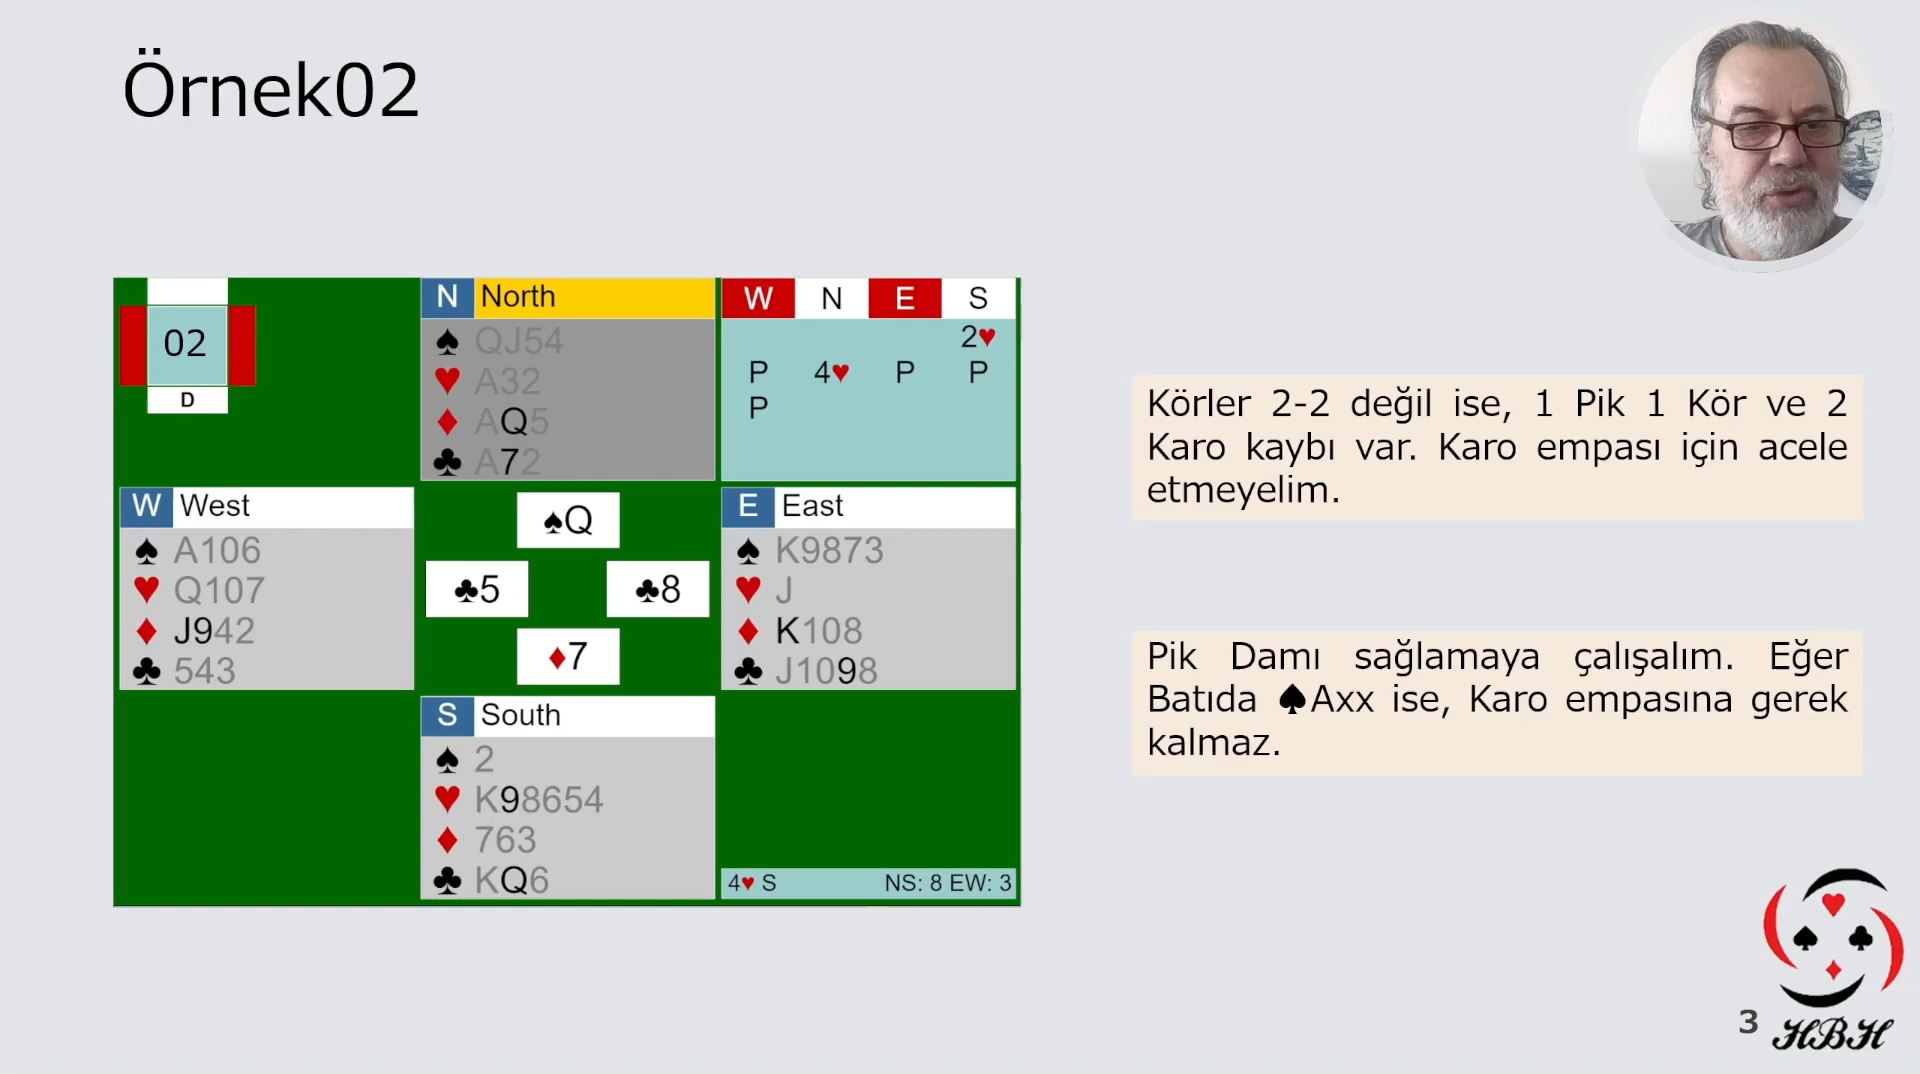 Örnek02
02
D
N North
♠ QJ54
♥ A32
♦ AQ5
♣ A72
W N E S
2♥
P 4♥ P P
P
W West
♠ A106
♥ Q107
♦ J942
♣ 543
♠Q
♣5 ♣8
♦7
E East
♠ K9873
♥ J
♦ K108
♣ J1098
S South
♠ 2
♥ K98654
♦ 763
♣ KQ6
4♥ S NS: 8 EW: 3
Körler 2-2 değil ise, 1 Pik 1 Kör ve 2
Karo kaybı var. Karo empası için acele
etmeyelim.
Pik Damı sağlamaya çalışalım. Eğer
Batıda ♠Axx ise, Karo empasına gerek
kalmaz.
3
HBH